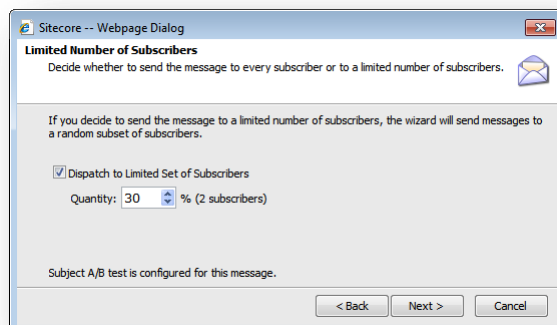 Sitecore -- Webpage Dialog
Limited Number of Subscribers
Decide whether to send the message to every subscriber or to a limited number of subscribers.
If you decide to send the message to a limited number of subscribers, the wizard will send messages to
a random subset of subscribers.
Dispatch to Limited Set of Subscribers
Quantity: 30 % (2 subscribers)
Subject A/B test is configured for this message.
< Back Next > Cancel